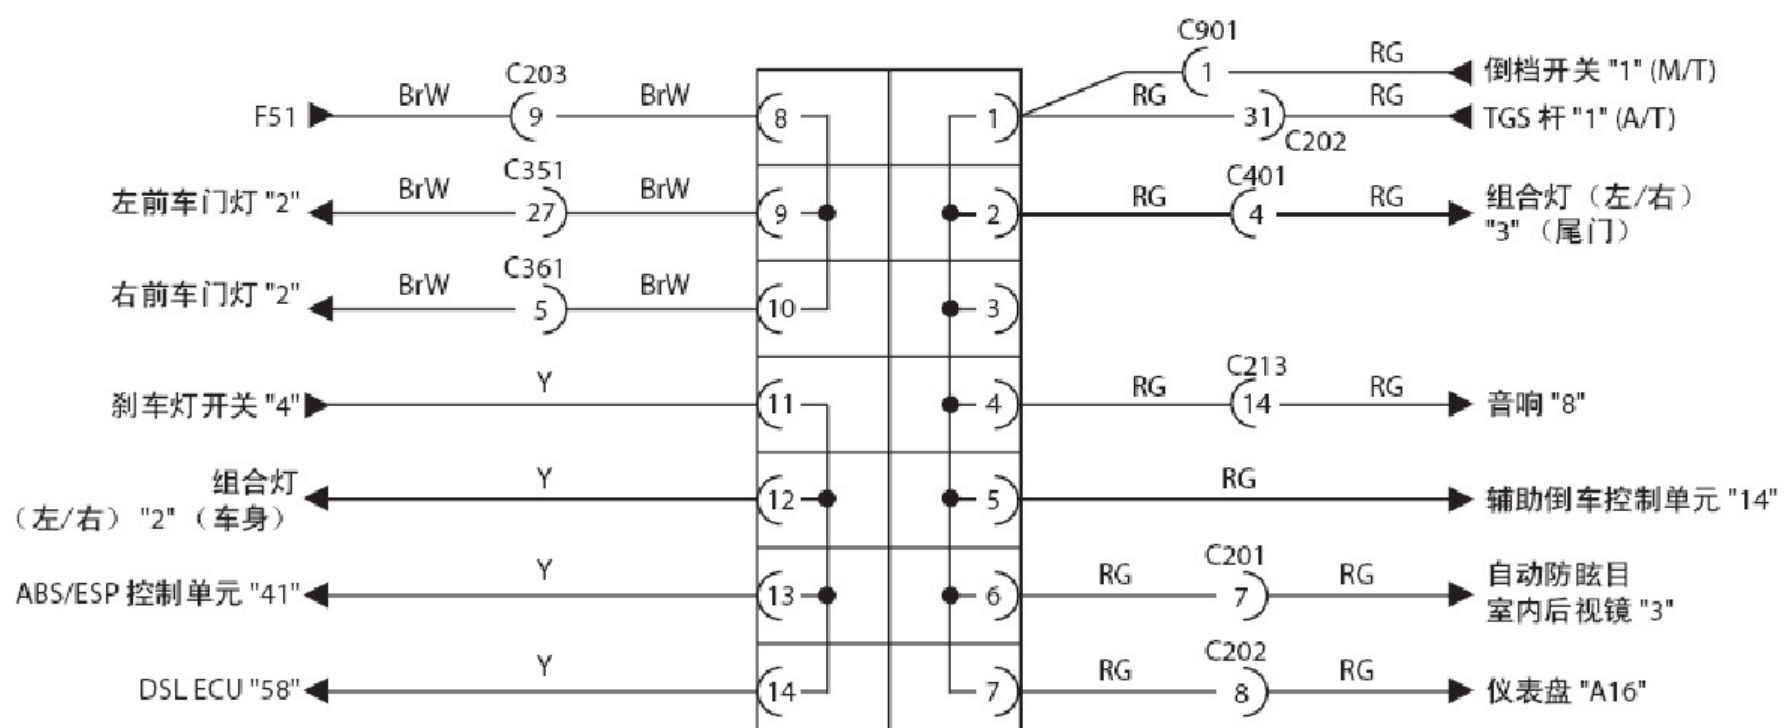 C901
RG
1
倒档开关 "1" (M/T)
C203
BrW
BrW
F51
9
8
1
RG
31
RG
TGS 杆 "1" (A/T)
C202
C351
BrW
BrW
左前车门灯 "2"
27
9
2
C401
RG
RG
4
组合灯（左/右）
"3"（尾门）
C361
BrW
BrW
右前车门灯 "2"
5
10
3
Y
刹车灯开关 "4"
11
4
C213
RG
RG
14
音响 "8"
Y
组合灯
（左/右） "2"（车身）
12
5
RG
辅助倒车控制单元 "14"
Y
ABS/ESP 控制单元 "41"
13
6
C201
RG
RG
7
自动防眩目
室内后视镜 "3"
Y
DSL ECU "58"
14
7
C202
RG
RG
8
仪表盘 "A16"